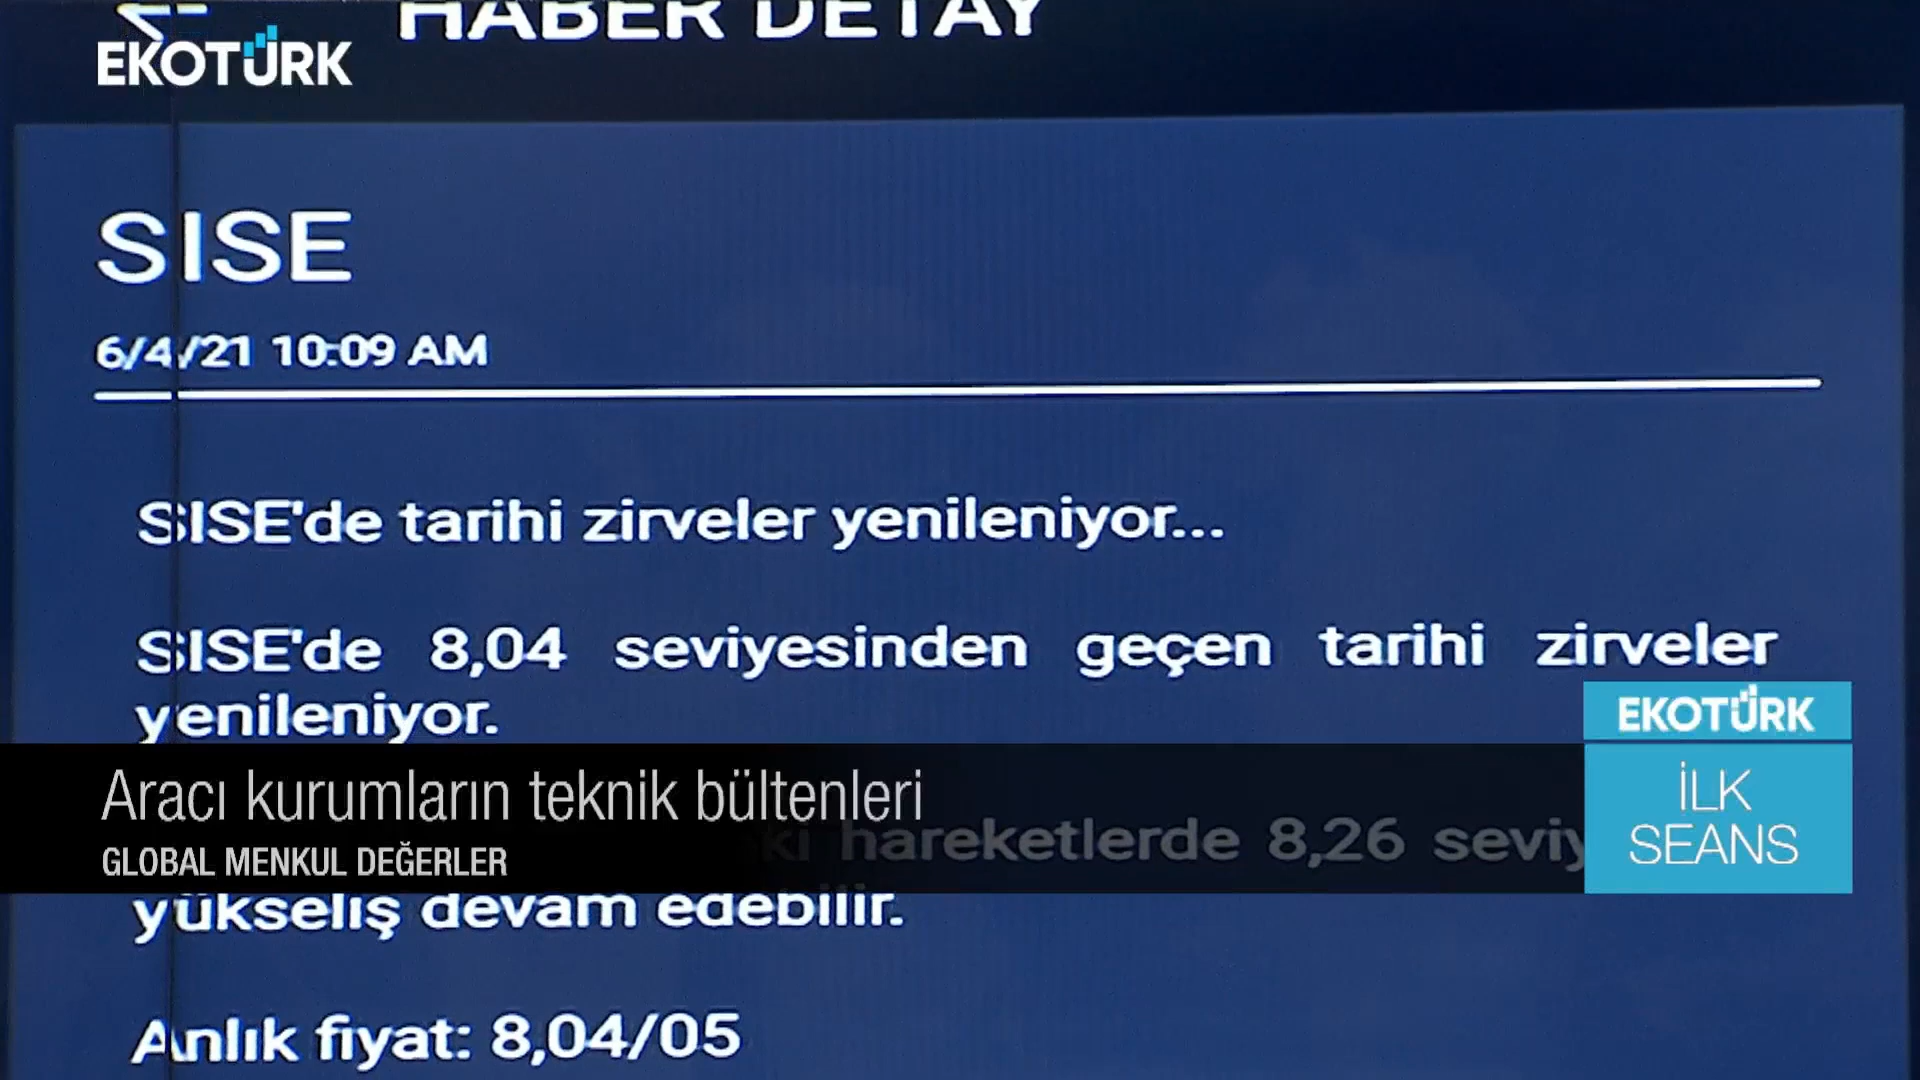 HABER DETAY
EKOTÜRK
SISE
6/4/21 10:09 AM
SISE'de tarihi zirveler yenileniyor...
SISE'de 8,04 seviyesinden geçen tarihi zirveler
yenileniyor.
EKOTÜRK
İLK
SEANS
Aracı kurumların teknik bültenleri
GLOBAL MENKUL DEĞERLER
hareketlerde 8,26
yükseliş devam edebilir.
Anlık fiyat: 8,04/05